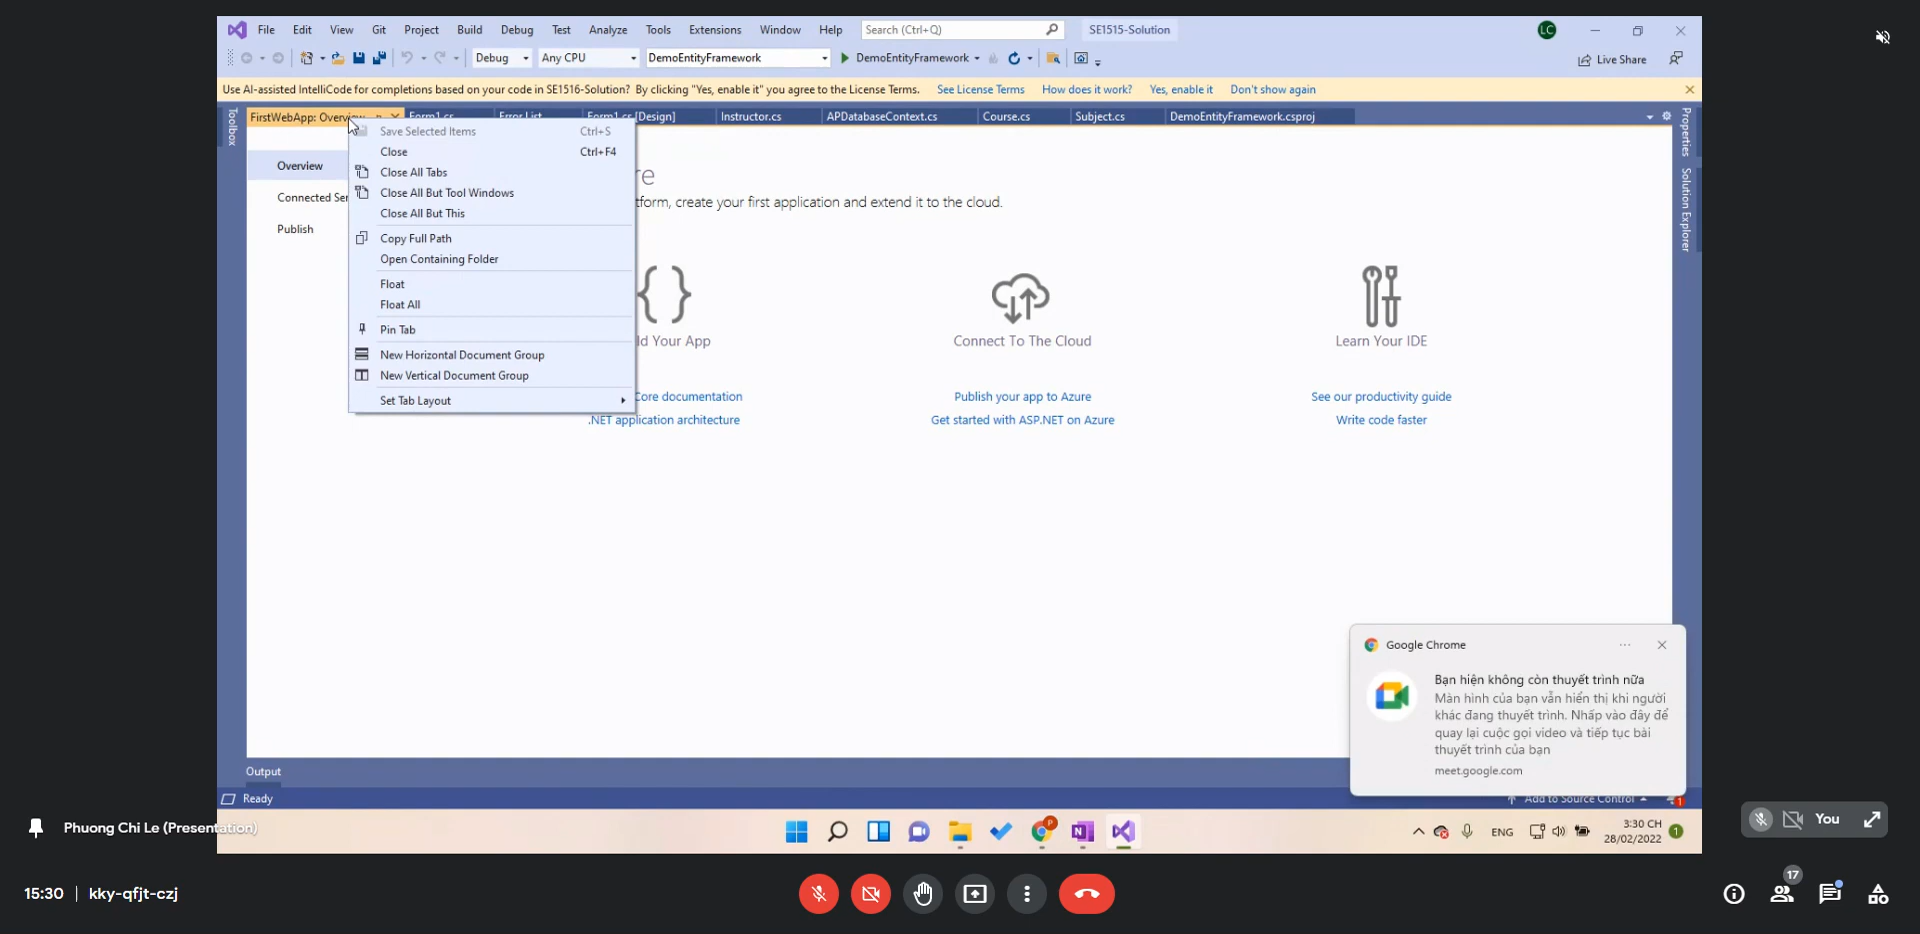 File Edit View Git Project Build Debug Test Analyze Tools Extensions Window Help Search (Ctrl+Q) SE1515-Solution LC
Debug Any CPU DemoEntityFramework DemoEntityFramework Live Share
Use AI-assisted IntelliCode for completions based on your code in SE1516-Solution? By clicking "Yes, enable it" you agree to the License Terms. See License Terms How does it work? Yes, enable it Don't show again
Toolbox
FirstWebApp: Overview Form1.cs Error List Form1.cs [Design] Instructor.cs APDatabaseContext.cs Course.cs Subject.cs DemoEntityFramework.csproj
Properties
Solution Explorer
Overview
Connected Ser
Publish
Save Selected Items Ctrl+S
Close Ctrl+F4
Close All Tabs
Close All But Tool Windows
Close All But This
Copy Full Path
Open Containing Folder
Float
Float All
Pin Tab
New Horizontal Document Group
New Vertical Document Group
Set Tab Layout
re
tform, create your first application and extend it to the cloud.
d Your App
Core documentation
.NET application architecture
Connect To The Cloud
Publish your app to Azure
Get started with ASP.NET on Azure
Learn Your IDE
See our productivity guide
Write code faster
Google Chrome
Bạn hiện không còn thuyết trình nữa
Màn hình của bạn vẫn hiển thị khi người
khác đang thuyết trình. Nhấp vào đây để
quay lại cuộc gọi video và tiếp tục bài
thuyết trình của bạn
meet.google.com
Output
Ready Add to Source Control 1
Phuong Chi Le (Presentation)
P
N
ENG 3:30 CH
28/02/2022 1
You
15:30 | kky-qfjt-czj
17